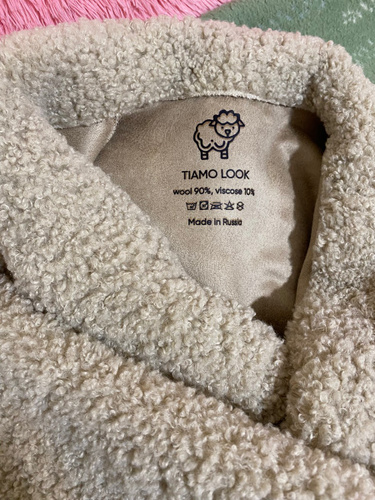 TIAMO LOOK
wool 90%, viscose 10%
Made in Russia